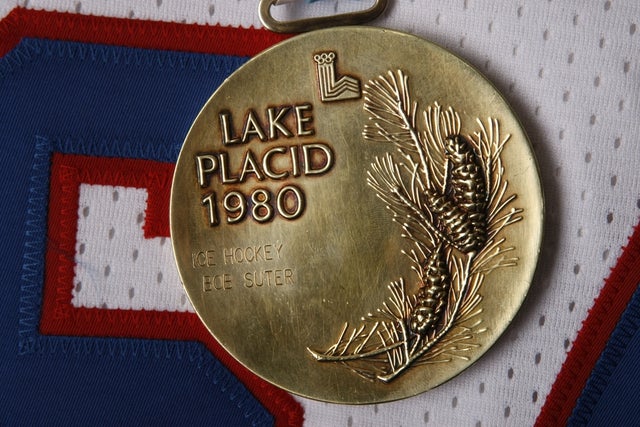 LAKE
PLACID
1980
ICE HOCKEY
BOB SUTER